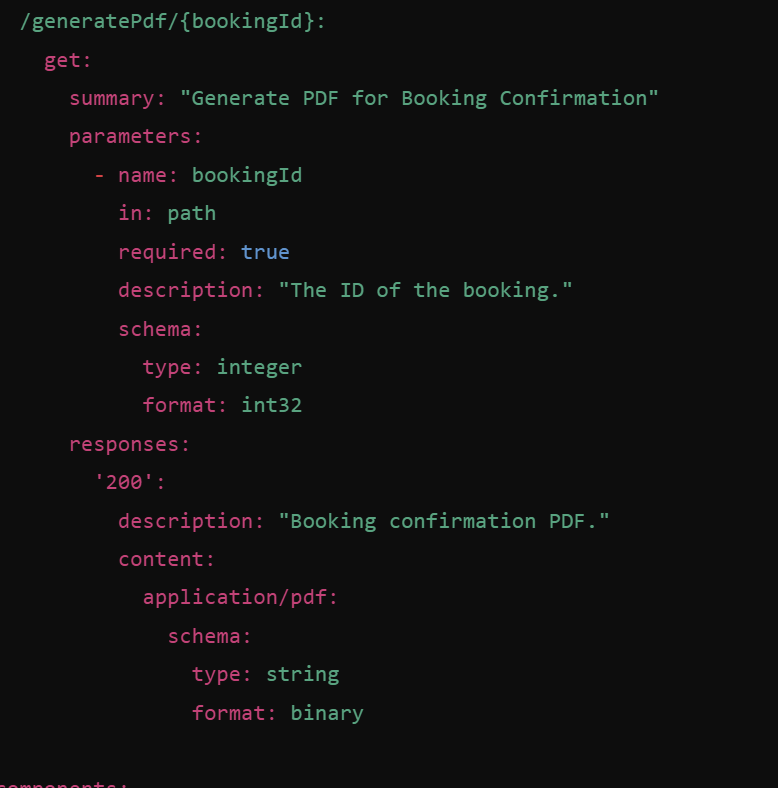 /generatePdf/{bookingId}:
get:
summary: "Generate PDF for Booking Confirmation"
parameters:
- name: bookingId
in: path
required: true
description: "The ID of the booking."
schema:
type: integer
format: int32
responses:
'200':
description: "Booking confirmation PDF."
content:
application/pdf:
schema:
type: string
format: binary
components: